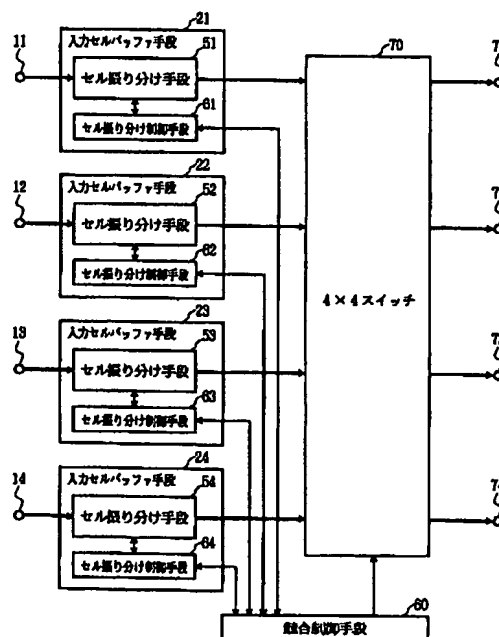 21
11
入力セルバッファ手段
51
セル振り分け手段
61
セル振り分け制御手段
22
12
入力セルバッファ手段
52
セル振り分け手段
62
セル振り分け制御手段
23
13
入力セルバッファ手段
53
セル振り分け手段
63
セル振り分け制御手段
24
14
入力セルバッファ手段
54
セル振り分け手段
64
セル振り分け制御手段
70
4×4スイッチ
60
競合制御手段